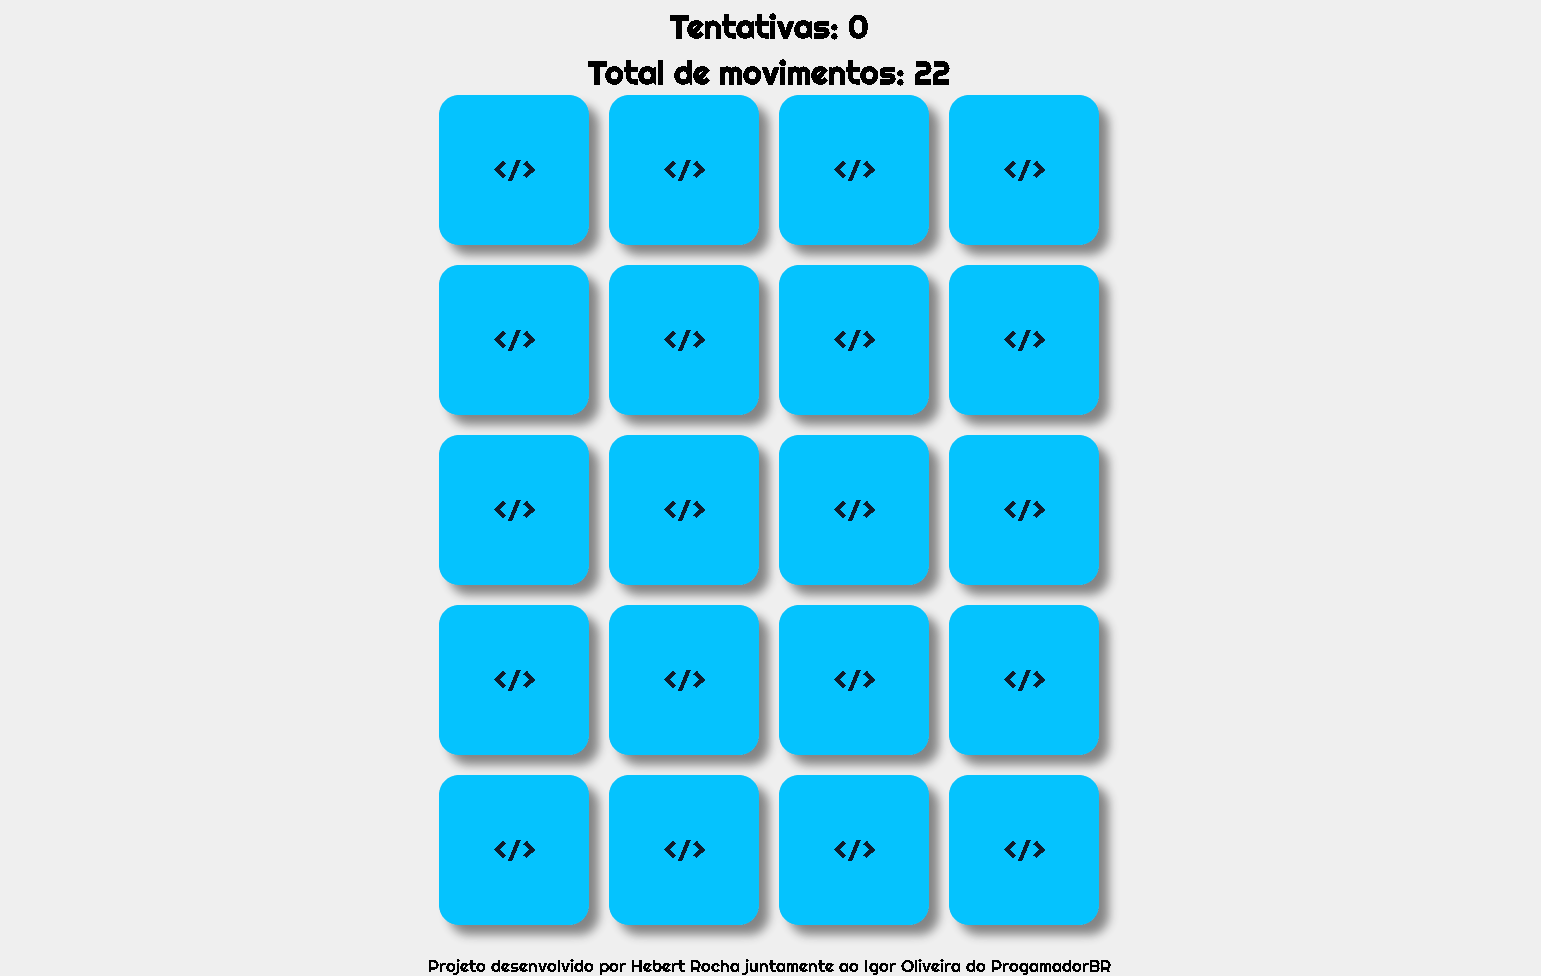 Tentativas: 0
Total de movimentos: 22
</> </> </> </>
</> </> </> </>
</> </> </> </>
</> </> </> </>
</> </> </> </>
Projeto desenvolvido por Hebert Rocha juntamente ao Igor Oliveira do ProgamadorBR